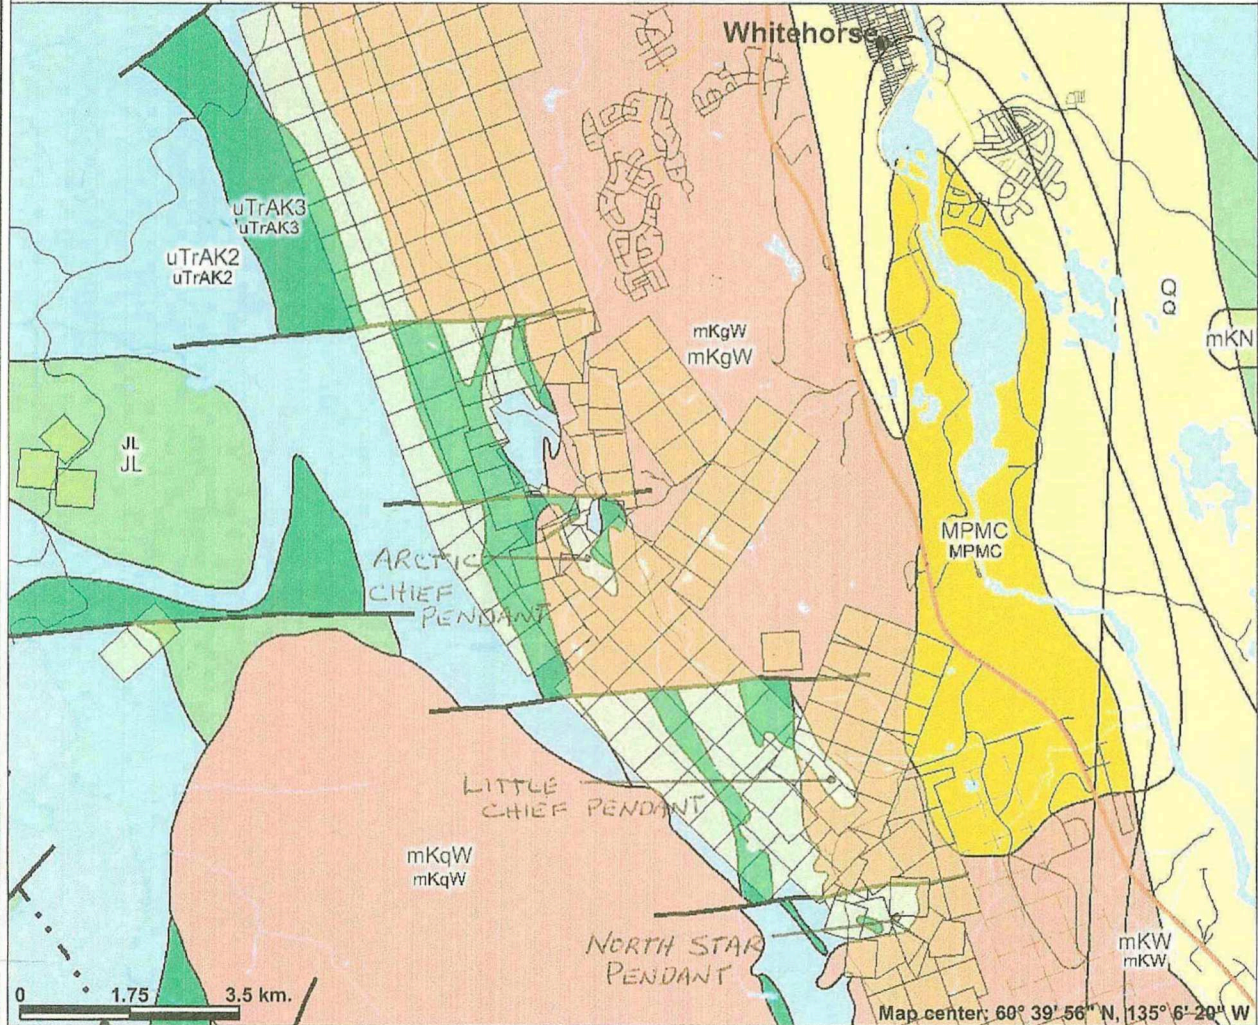 Whitehorse
uTrAK3
uTrAK3
uTrAK2
uTrAK2
Q
Q
mKgW
mKgW
mKN
JL
JL
MPMC
MPMC
ARCTIC
CHIEF
PENDANT
LITTLE
CHIEF PENDANT
mKqW
mKqW
NORTH STAR
PENDANT
mKW
mKW
0 1.75 3.5 km.
Map center: 60° 39' 56" N, 135° 6' 20" W